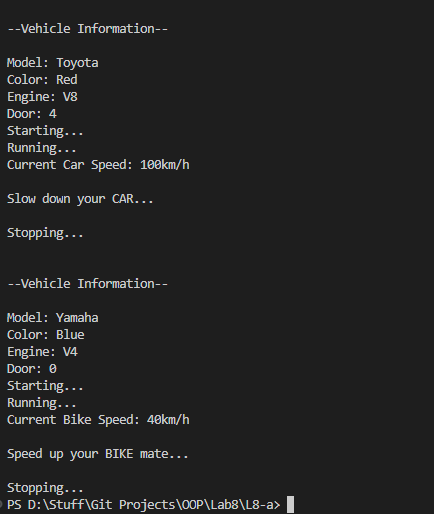 --Vehicle Information--
Model: Toyota
Color: Red
Engine: V8
Door: 4
Starting...
Running...
Current Car Speed: 100km/h
Slow down your CAR...
Stopping...
--Vehicle Information--
Model: Yamaha
Color: Blue
Engine: V4
Door: 0
Starting...
Running...
Current Bike Speed: 40km/h
Speed up your BIKE mate...
Stopping...
PS D:\Stuff\Git Projects\OOP\Lab8\L8-a>